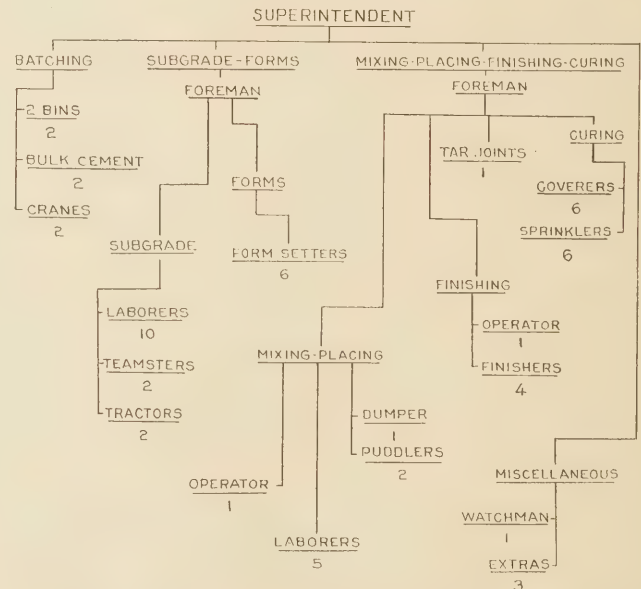 SUPERINTENDENT
BATCHING
SUBGRADE-FORMS
MIXING-PLACING-FINISHING-CURING
FOREMAN
FOREMAN
2 BINS
2
BULK CEMENT
2
CRANES
2
TAR JOINTS
1
CURING
COVERERS
6
SPRINKLERS
6
FORMS
FORM SETTERS
6
SUBGRADE
LABORERS
10
TEAMSTERS
2
TRACTORS
2
FINISHING
OPERATOR
1
FINISHERS
4
MIXING-PLACING
DUMPER
1
PUDDLERS
2
OPERATOR
1
LABORERS
5
MISCELLANEOUS
WATCHMAN
1
EXTRAS
3